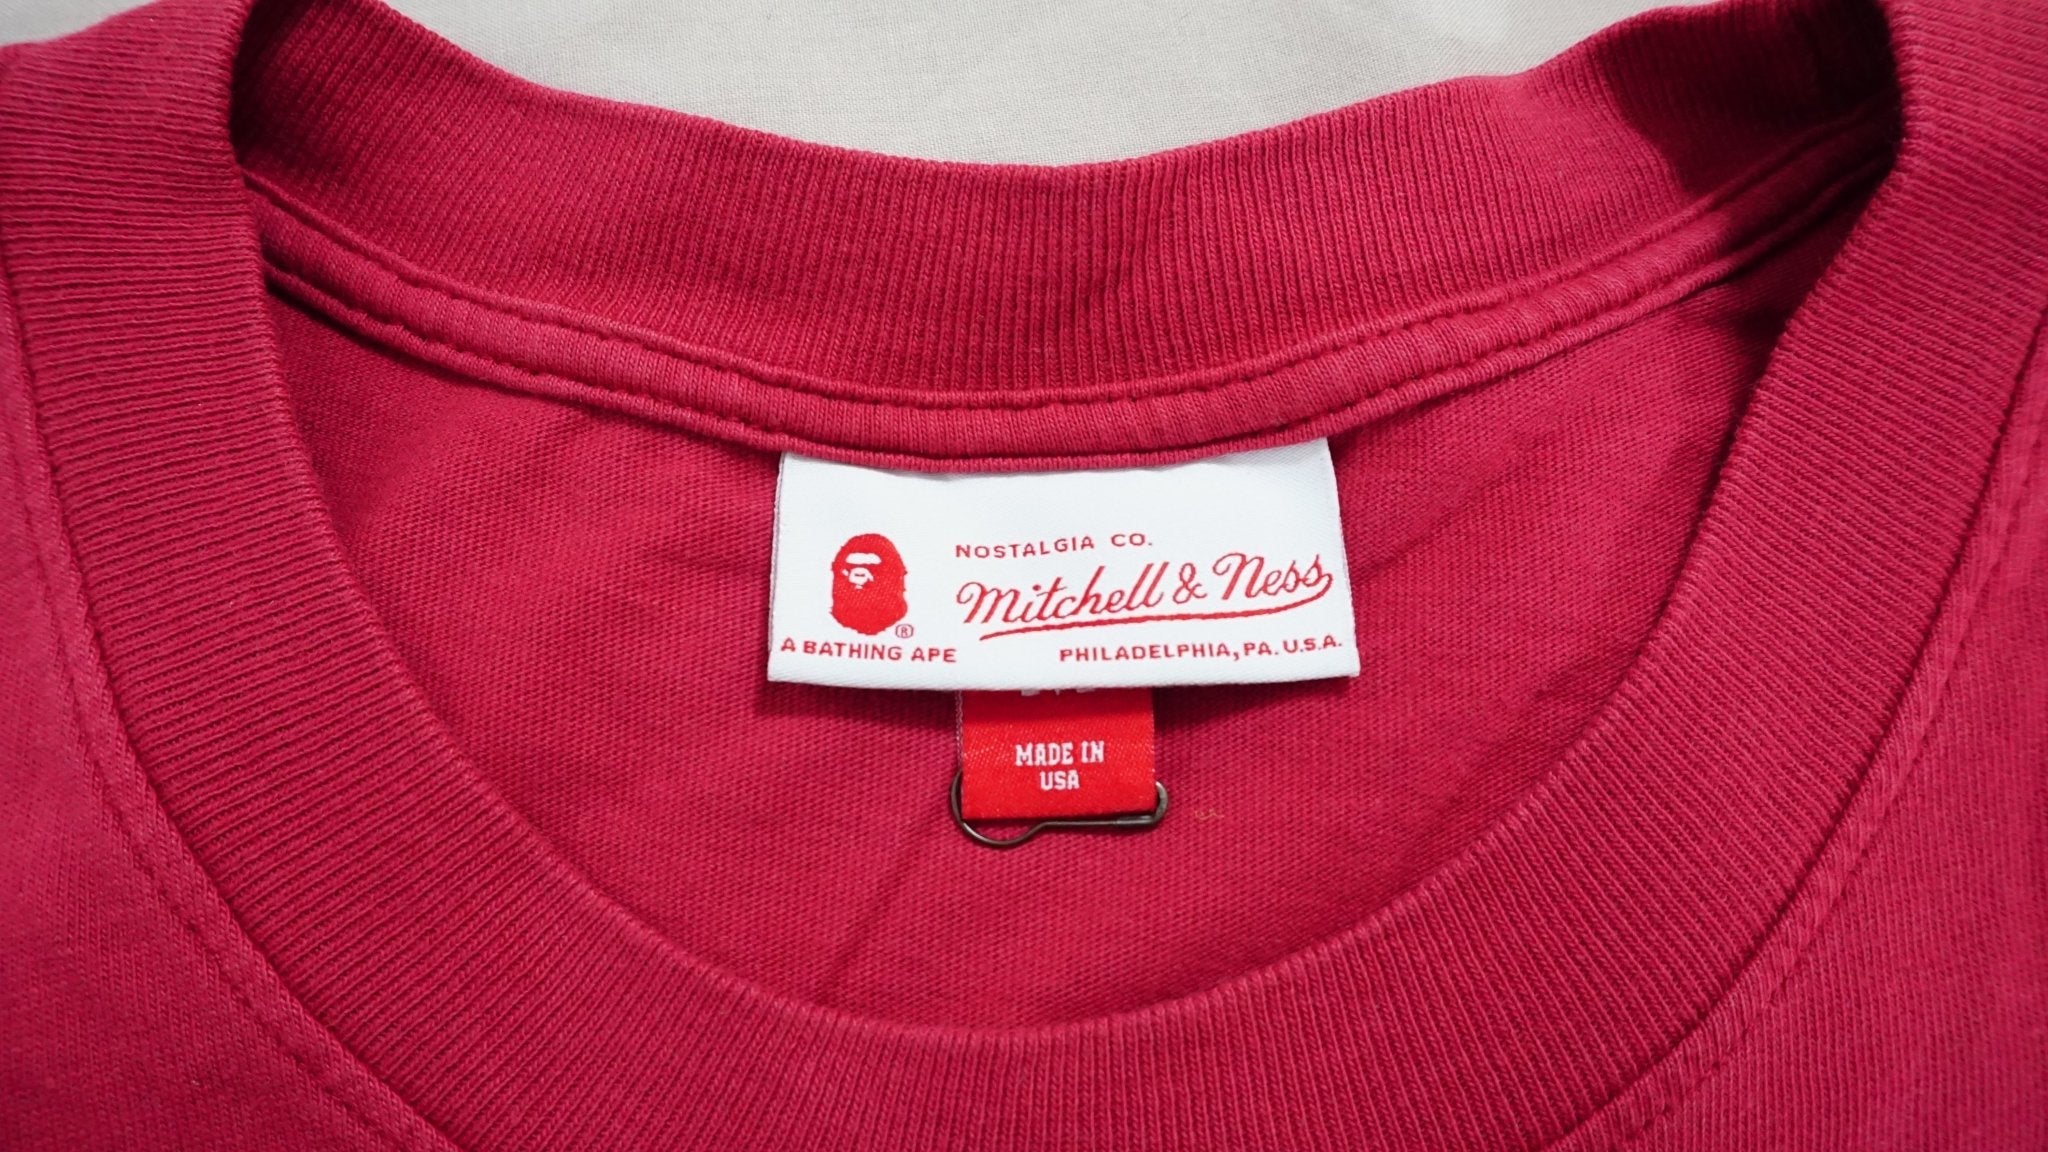 NOSTALGIA CO.
Mitchell & Ness
®
A BATHING APE
PHILADELPHIA, PA. U.S.A.
MADE IN
USA